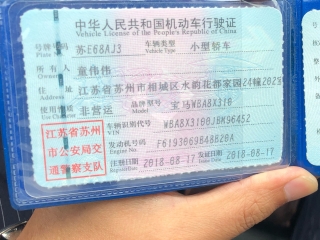 中华人民共和国机动车行驶证
Vehicle License of the People's Republic of China
号牌号码 苏E68AJ3 车辆类型 小型轿车
Plate No. Vehicle Type
所有人 童伟伟
Owner
住址 江苏省苏州市相城区水韵花都家园24幢202室
Address
使用性质 非营运 品牌型号 宝马WBA8X310
Use Character Model
江苏省苏州
市公安局交
通警察支队
车辆识别代号
VIN
发动机号码
Engine No.
注册日期 2018-08-17 发证日期 2018-08-17
Register Date Issue Date